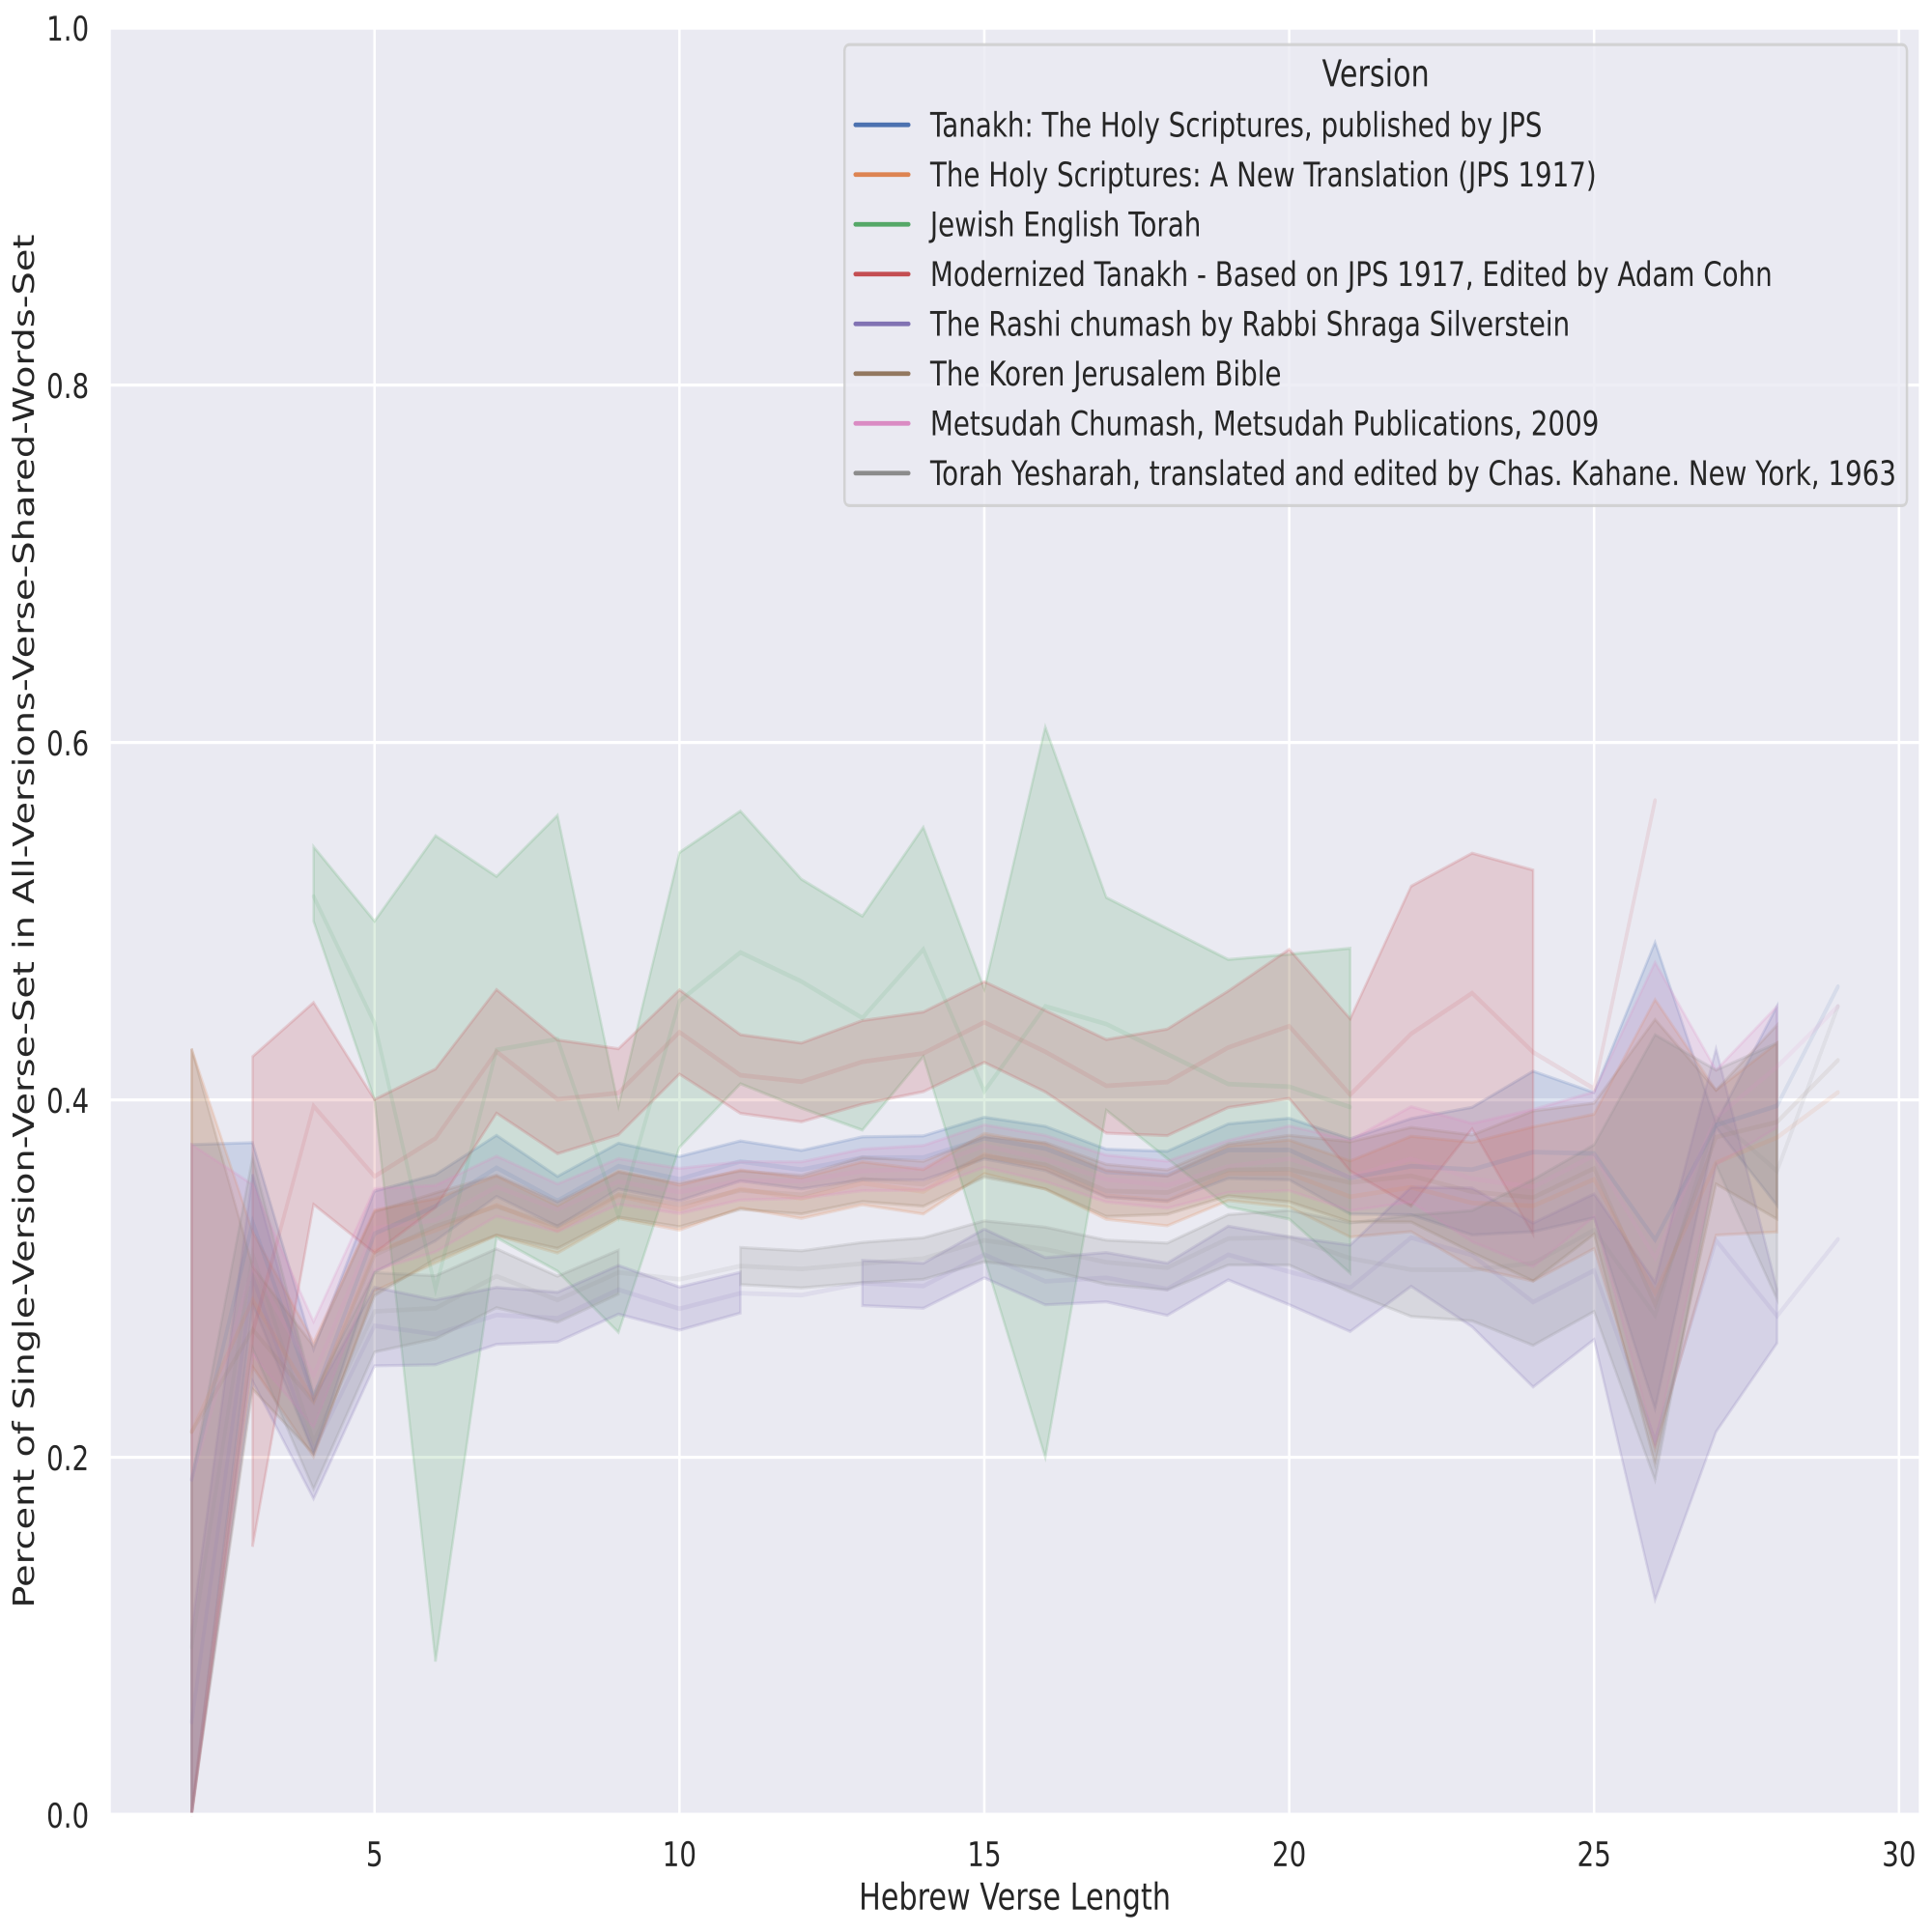 Percent of Single-Version-Verse-Set in All-Versions-Verse-Shared-Words-Set
1.0
0.8
0.6
0.4
0.2
0.0
Version
Tanakh: The Holy Scriptures, published by JPS
The Holy Scriptures: A New Translation (JPS 1917)
Jewish English Torah
Modernized Tanakh - Based on JPS 1917, Edited by Adam Cohn
The Rashi chumash by Rabbi Shraga Silverstein
The Koren Jerusalem Bible
Metsudah Chumash, Metsudah Publications, 2009
Torah Yesharah, translated and edited by Chas. Kahane. New York, 1963
5 10 15 20 25 30
Hebrew Verse Length